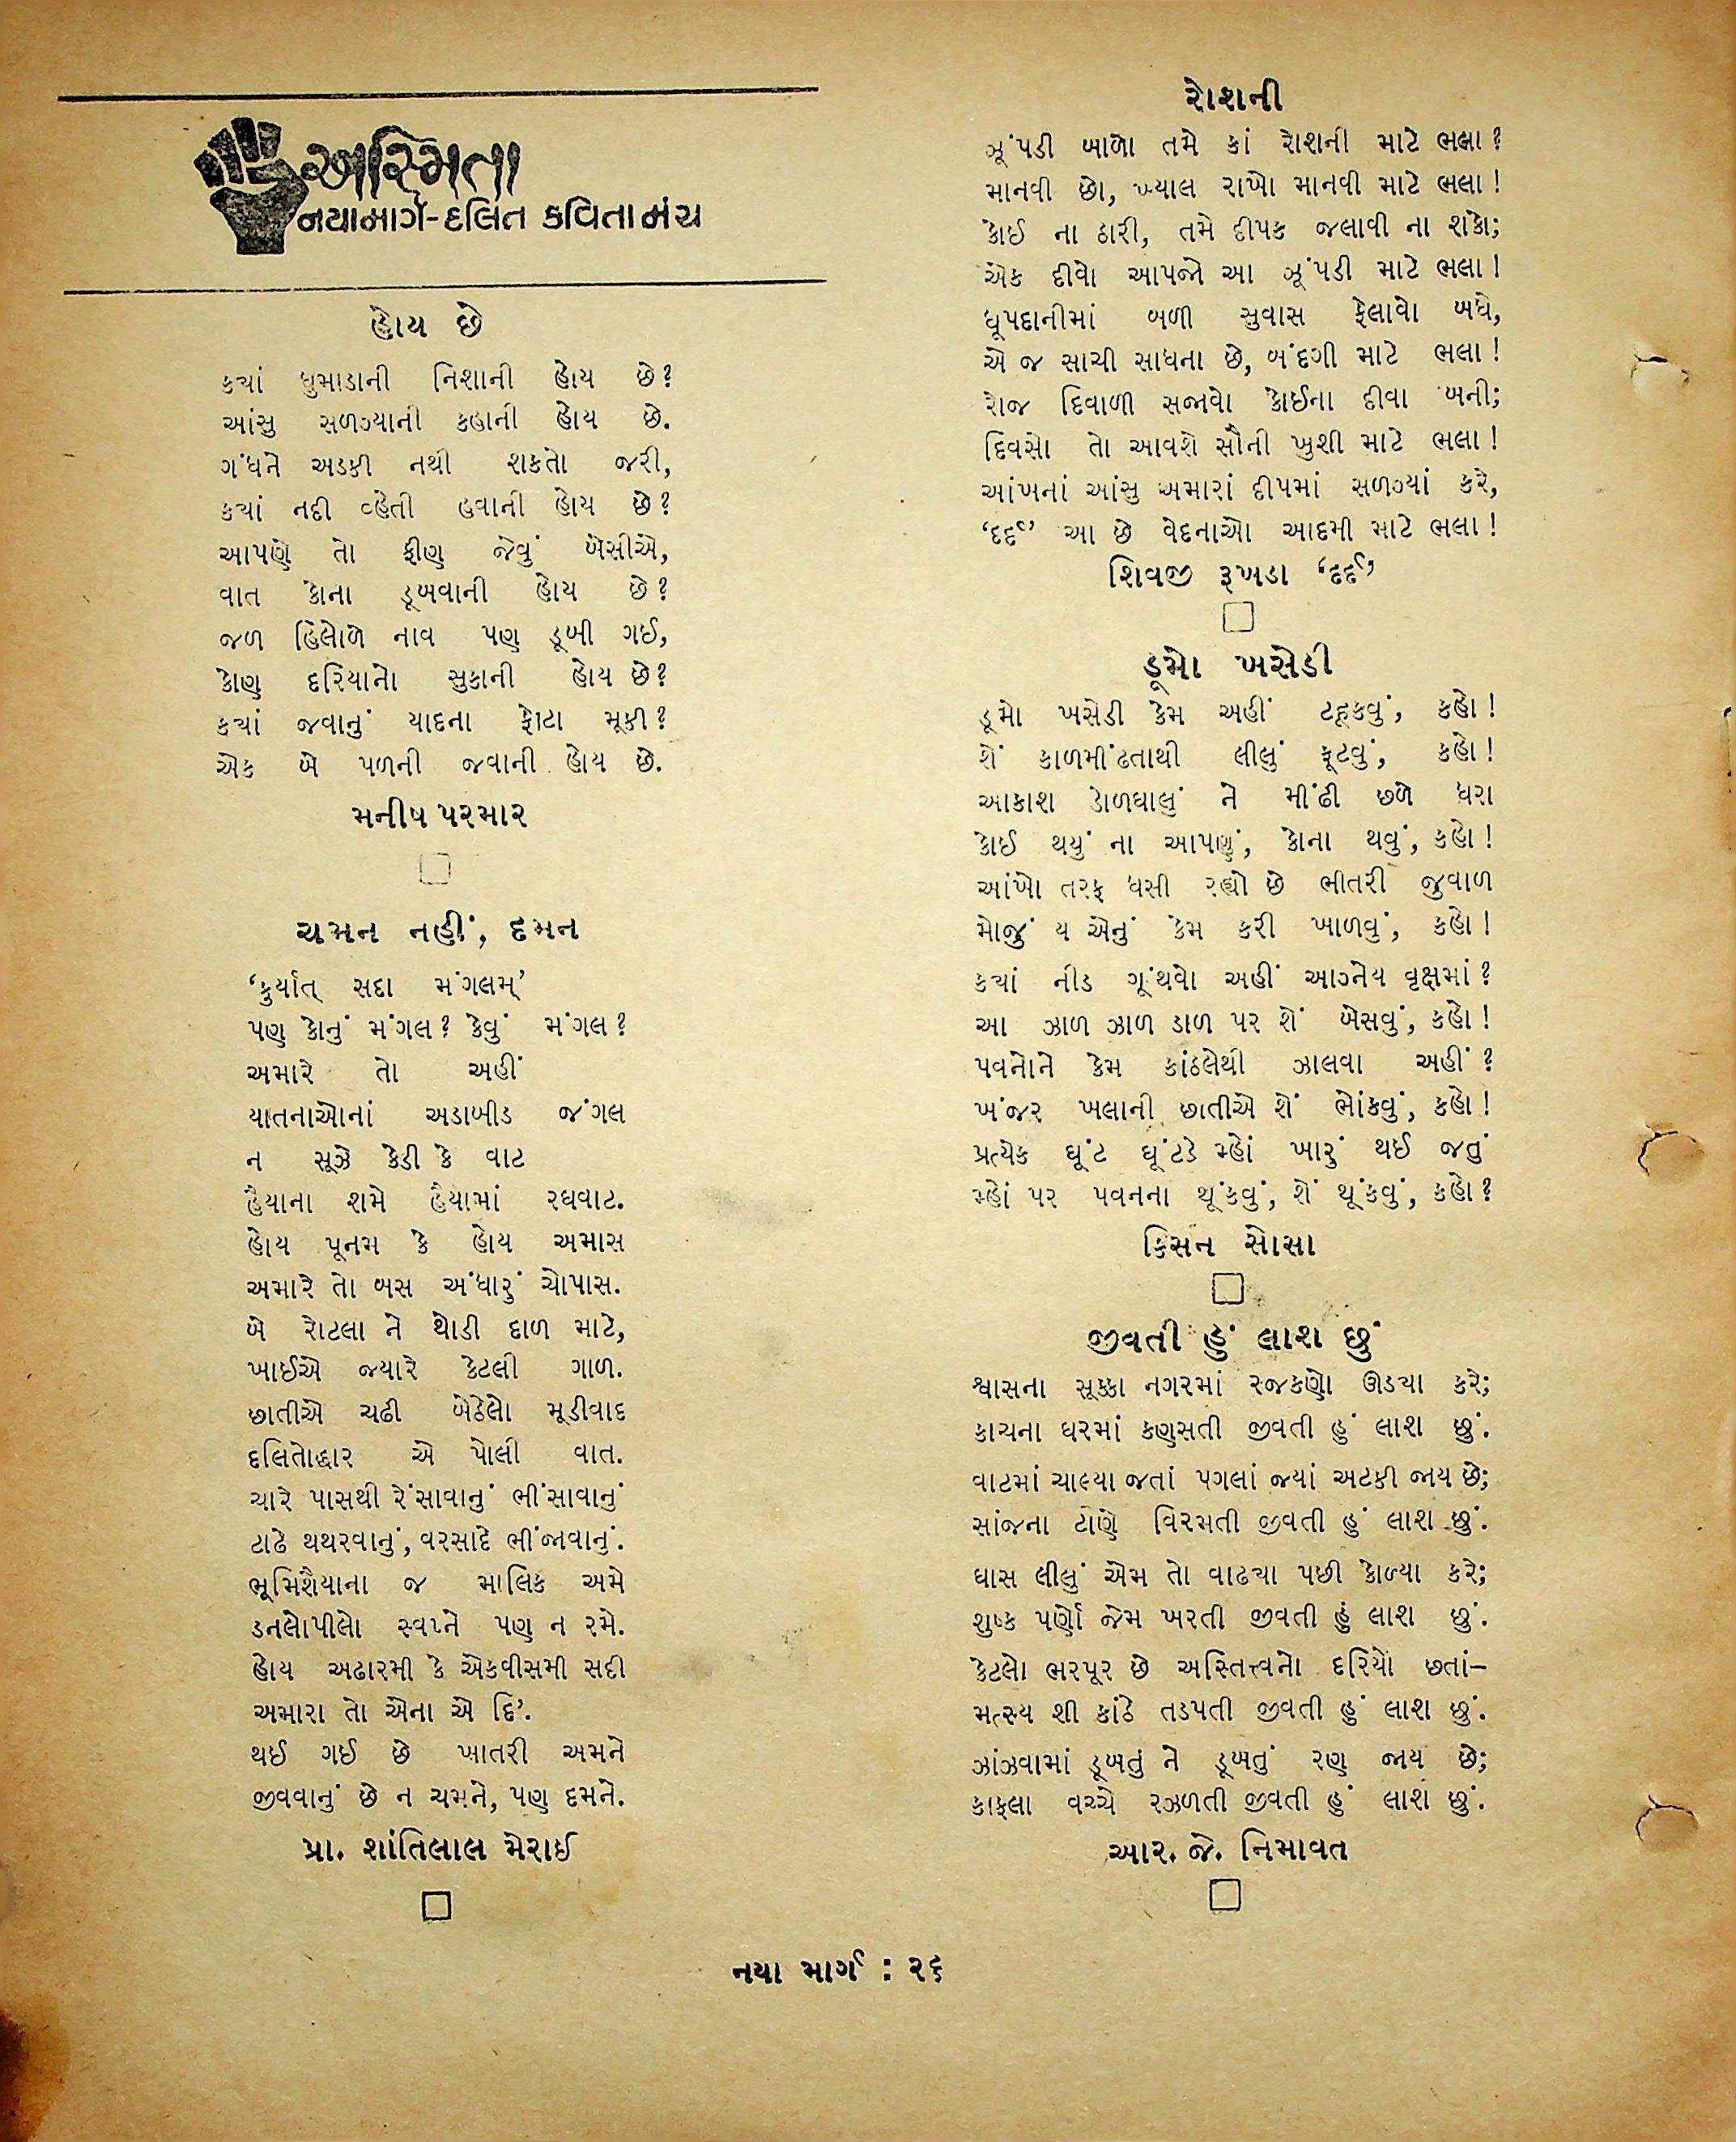 અસ્મિતા
નયામાર્ગ-દલિત કવિતા મંચ
હોય છે
ક્યાં ધુમાડાની નિશાની હોય છે?
આંસુ સળગ્યાની કહાની હોય છે.
ગંધને અડકી નથી શકતો જરી,
ક્યાં નદી વ્હેતી હવાની હોય છે?
આપણે તો ફીણ જેવું બેસીએ,
વાત કોના ડૂબવાની હોય છે?
જળ હિલોળે નાવ પણ ડૂબી ગઈ,
કોણ દરિયાનો સુકાની હોય છે?
ક્યાં જવાનું યાદના ફોટા મૂકી?
એક બે પળની જવાની હોય છે.
મનીષ પરમાર
ચમન નહીં, દમન
‘કુર્યાત્ સદા મંગલમ્’
પણ કોનું મંગલ? કેવું મંગલ?
અમારે તો અહીં
યાતનાઓનાં અડાબીડ જંગલ
ન સૂઝે કેડી કે વાટ
હૈયાના શમે હૈયામાં રઘવાટ.
હોય પૂનમ કે હોય અમાસ
અમારે તો બસ અંધારું ચોપાસ.
બે રોટલા ને થોડી દાળ માટે,
ખાઈએ જ્યારે કેટલી ગાળ.
છાતીએ ચઢી બેઠેલો મૂડીવાદ
દલિતોદ્ધાર એ પોલી વાત.
ચારે પાસથી રેંસાવાનું ભીંસાવાનું
ટાઢે થથરવાનું, વરસાદે ભીંજાવાનું.
ભૂમિશૈયાના જ માલિક અમે
ડનલોપીલો સ્વપ્ને પણ ન રમે.
હોય અઢારમી કે એકવીસમી સદી
અમારા તો એના એ દિ’.
થઈ ગઈ છે ખાતરી અમને
જીવવાનું છે ન ચમને, પણ દમને.
પ્રા. શાંતિલાલ મેરાઈ
રોશની
ઝૂંપડી બાળો તમે કાં રોશની માટે ભલા?
માનવી છો, ખ્યાલ રાખો માનવી માટે ભલા!
કોઈ ના ઠારી, તમે દીપક જલાવી ના શકો;
એક દીવો આપજો આ ઝૂંપડી માટે ભલા!
ધૂપદાનીમાં બળી સુવાસ ફેલાવો બધે,
એ જ સાચી સાધના છે, બંદગી માટે ભલા!
રોજ દિવાળી સજાવો કોઈના દીવા બની;
દિવસો તો આવશે સૌની ખુશી માટે ભલા!
આંખનાં આંસુ અમારાં દીપમાં સળગ્યાં કરે,
‘દર્દ’ આ છે વેદનાઓ આદમી માટે ભલા!
શિવજી રૂખડા ‘દર્દ’
ડૂમો ખસેડી
ડૂમો ખસેડી કેમ અહીં ટહૂકવું, કહો!
શેં કાળમીંઢતાથી લીલું ફૂટવું, કહો!
આકાશ ડોળઘાલું ને મીંઢી છળે ધરા
કોઈ થયું ના આપણું, કોના થવું, કહો!
આંખો તરફ ધસી રહ્યો છે ભીતરી જુવાળ
મોજું ય એનું કેમ કરી ખાળવું, કહો!
ક્યાં નીડ ગૂંથવો અહીં આગ્નેય વૃક્ષમાં?
આ ઝાળ ઝાળ ડાળ પર શેં બેસવું, કહો!
પવનોને કેમ કાંઠલેથી ઝાલવા અહીં?
ખંજર ખલાની છાતીએ શેં ભોંકવું, કહો!
પ્રત્યેક ઘૂંટ ઘૂંટડે મ્હોં ખારું થઈ જતું
મ્હોં પર પવનના થૂંકવું, શેં થૂંકવું, કહો?
કિસન સોસા
જીવતી હું લાશ છું
શ્વાસના સૂક્કા નગરમાં રજકણો ઊડ્યા કરે;
કાચના ઘરમાં કણુસતી જીવતી હું લાશ છું.
વાટમાં ચાલ્યા જતાં પગલાં જ્યાં અટકી જાય છે;
સાંજના ટાંણે વિરમતી જીવતી હું લાશ છું.
ઘાસ લીલું એમ તો વાઢ્યા પછી કોળ્યા કરે;
શુષ્ક પર્ણો જેમ ખરતી જીવતી હું લાશ છું.
કેટલો ભરપૂર છે અસ્તિત્ત્વનો દરિયો છતાં–
મત્સ્ય શી કાંઠે તડપતી જીવતી હું લાશ છું.
ઝાંઝવામાં ડૂબતું ને ડૂબતું રણ જાય છે;
કાફલા વચ્ચે રઝળતી જીવતી હું લાશ છું.
આર. જે. નિમાવત
નયા માર્ગ : ૨૬